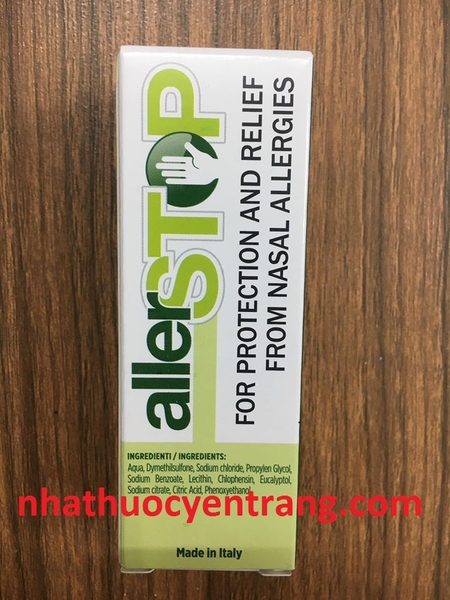 allerSTOP
FOR PROTECTION AND RELIEF
FROM NASAL ALLERGIES
INGREDIENTI / INGREDIENTS:
Aqua, Dymethilsulfone, Sodium chloride, Propylen Glycol,
Sodium Benzoate, Lecithin, Chlophensin, Eucalyptol,
Sodium citrate, Citric Acid, Phenoxyethanol
nhathuocyentrang.com
Made in Italy